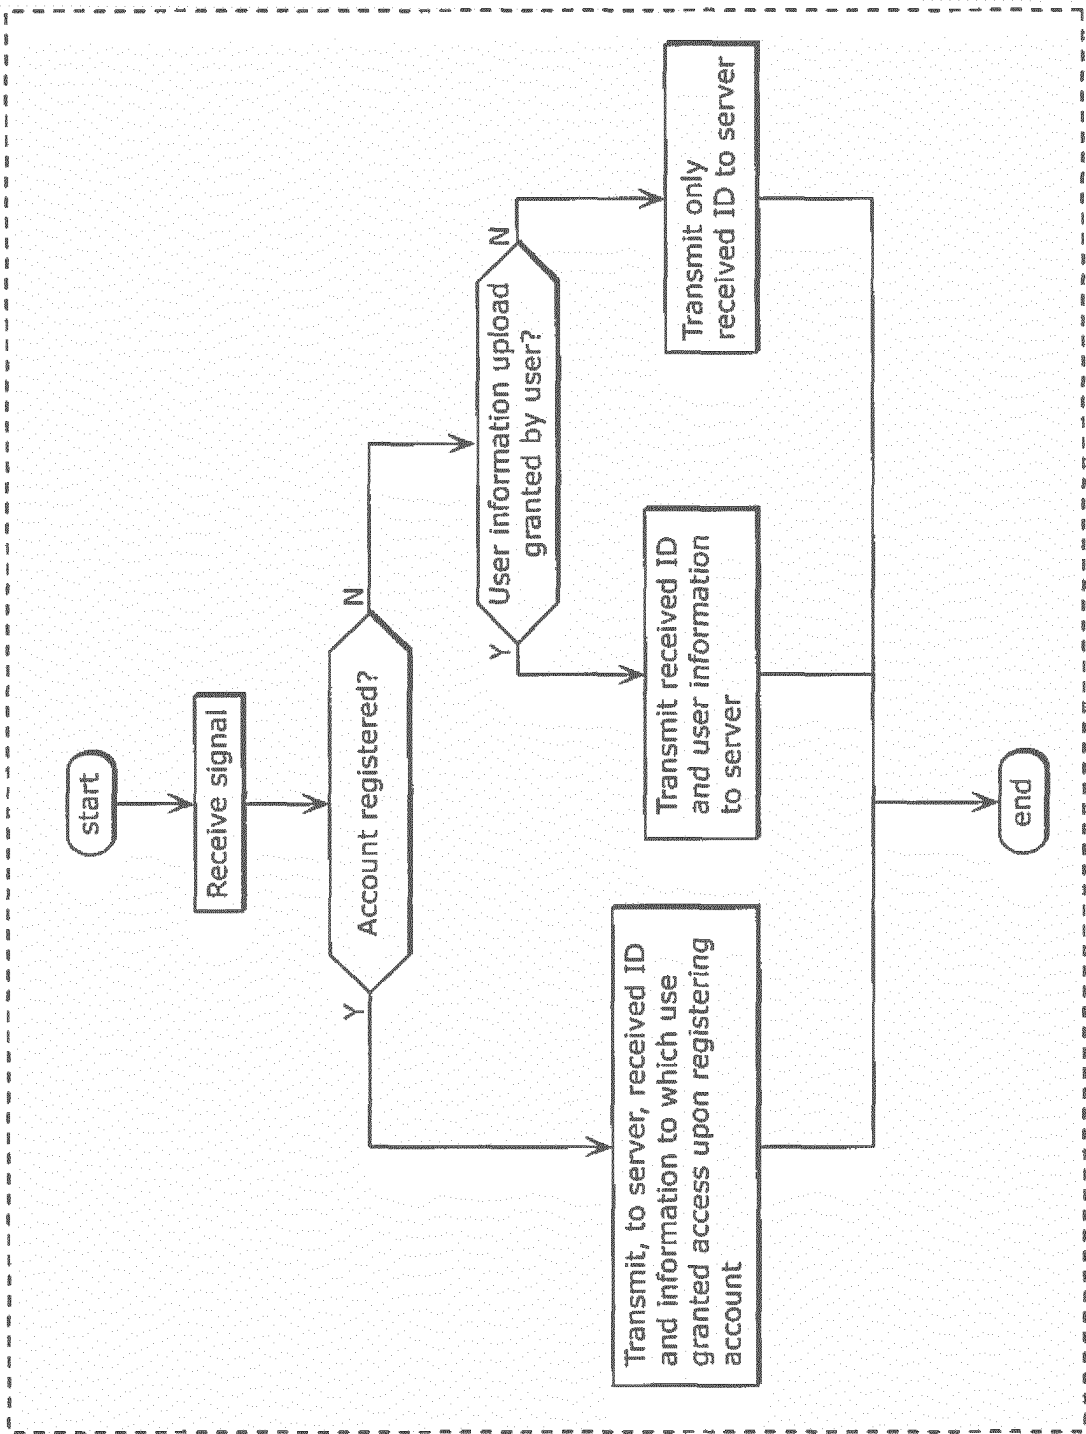 start
Receive signal
Account registered?
Y
N
User information upload
granted by user?
Y
N
Transmit, to server, received ID
and information to which use
granted access upon registering
account
Transmit received ID
and user information
to server
Transmit only
received ID to server
end